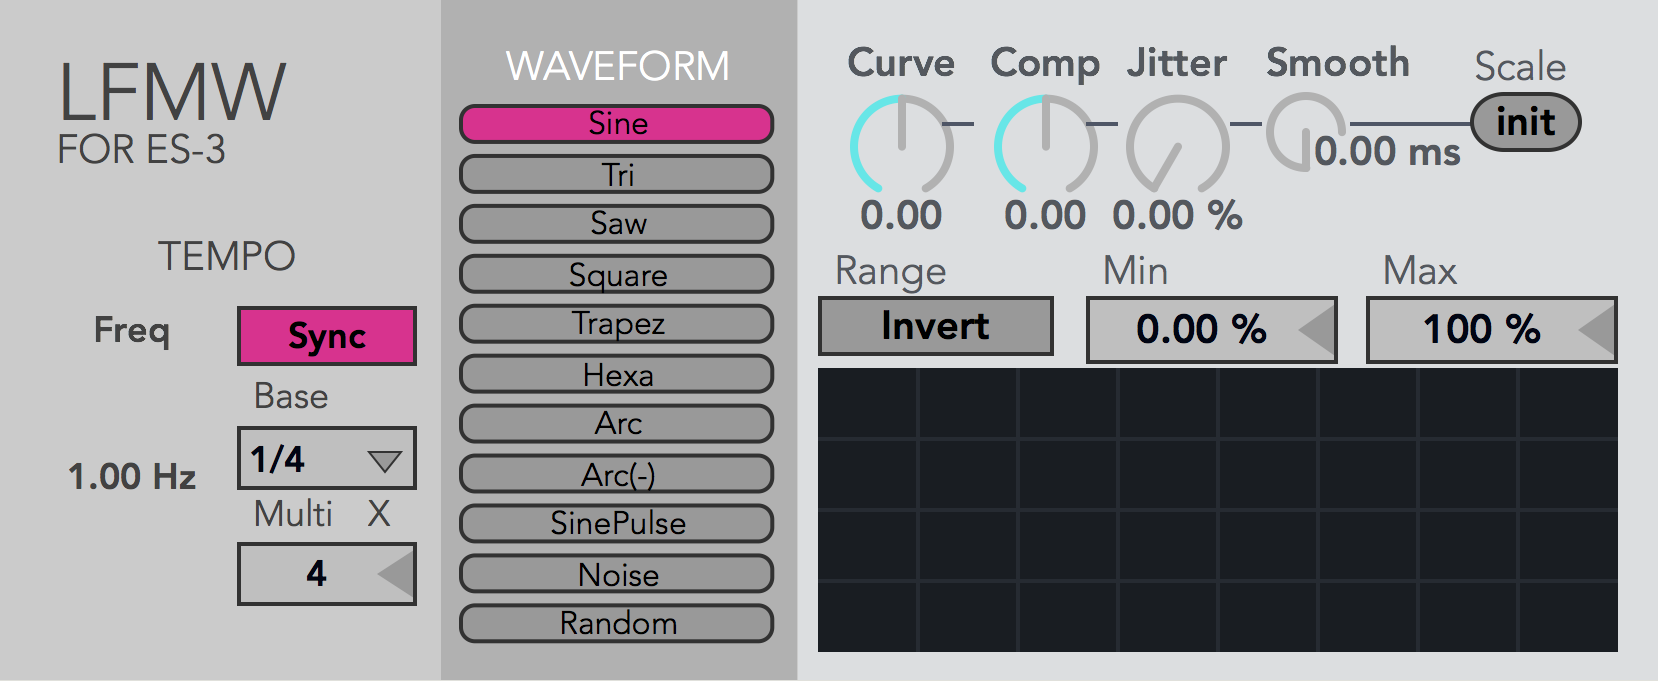 LFMW
FOR ES-3
TEMPO
Freq
Sync
Base
1/4
1.00 Hz
Multi X
4
WAVEFORM
Sine
Tri
Saw
Square
Trapez
Hexa
Arc
Arc(-)
SinePulse
Noise
Random
Curve Comp Jitter Smooth Scale
init
0.00 ms
0.00 0.00 0.00 %
Range Min Max
Invert 0.00 % 100 %